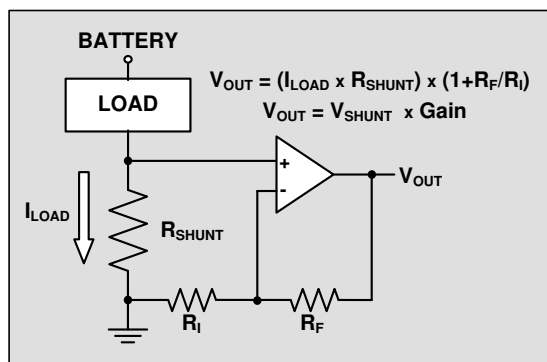 BATTERY
V_OUT = (I_LOAD x R_SHUNT) x (1+R_F/R_I)
V_OUT = V_SHUNT x Gain
LOAD
+
-
V_OUT
I_LOAD
R_SHUNT
R_I
R_F